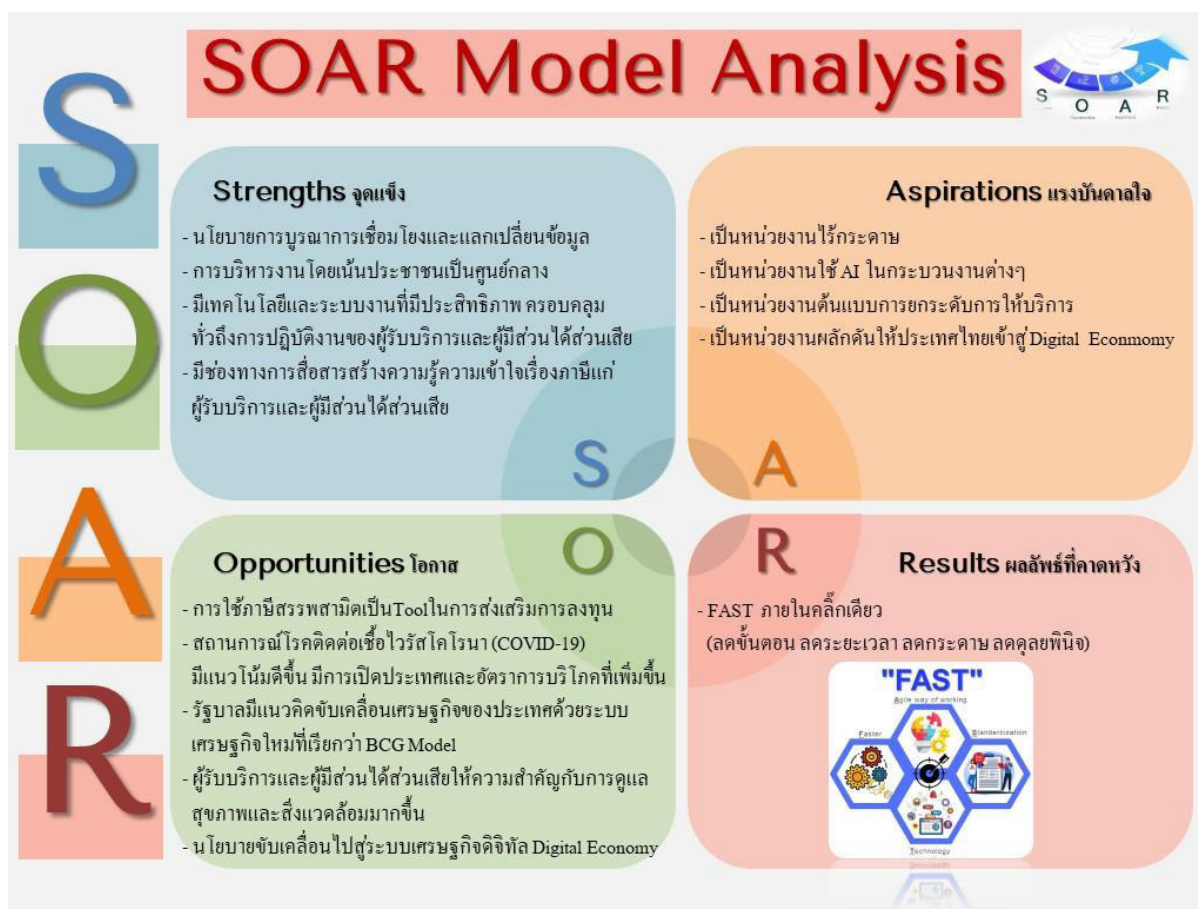 SOAR Model Analysis
S O A R
S
O
A
R
Strengths จุดแข็ง
- นโยบายการบูรณาการเชื่อมโยงและแลกเปลี่ยนข้อมูล
- การบริหารงานโดยเน้นประชาชนเป็นศูนย์กลาง
- มีเทคโนโลยีและระบบงานที่มีประสิทธิภาพ ครอบคลุม
ทั่วถึงการปฏิบัติงานของผู้รับบริการและผู้มีส่วนได้ส่วนเสีย
- มีช่องทางการสื่อสารสร้างความรู้ความเข้าใจเรื่องภาษีแก่
ผู้รับบริการและผู้มีส่วนได้ส่วนเสีย
S
Aspirations แรงบันดาลใจ
- เป็นหน่วยงานไร้กระดาษ
- เป็นหน่วยงานใช้ AI ในกระบวนงานต่างๆ
- เป็นหน่วยงานต้นแบบการยกระดับการให้บริการ
- เป็นหน่วยงานผลักดันให้ประเทศไทยเข้าสู่ Digital Econmomy
A
Opportunities โอกาส
O
- การใช้ภาษีสรรพสามิตเป็นToolในการส่งเสริมการลงทุน
- สถานการณ์โรคติดต่อเชื้อไวรัสโคโรนา (COVID-19)
มีแนวโน้มดีขึ้น มีการเปิดประเทศและอัตราการบริโภคที่เพิ่มขึ้น
- รัฐบาลมีแนวคิดขับเคลื่อนเศรษฐกิจของประเทศด้วยระบบ
เศรษฐกิจใหม่ที่เรียกว่า BCG Model
- ผู้รับบริการและผู้มีส่วนได้ส่วนเสียให้ความสำคัญกับการดูแล
สุขภาพและสิ่งแวดล้อมมากขึ้น
- นโยบายขับเคลื่อนไปสู่ระบบเศรษฐกิจดิจิทัล Digital Economy
R
Results ผลลัพธ์ที่คาดหวัง
- FAST ภายในคลิ๊กเดียว
(ลดขั้นตอน ลดระยะเวลา ลดกระดาษ ลดดุลยพินิจ)
"FAST"
Agile way of working
Faster
Standardization
Technology